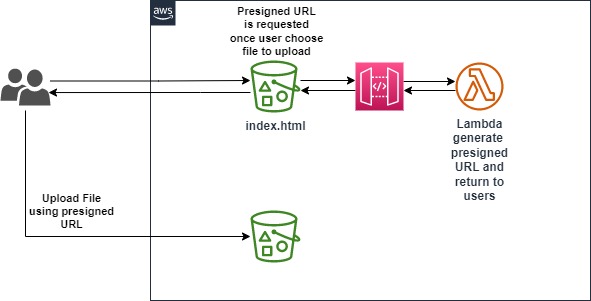 aws
Presigned URL
is requested
once user choose
file to upload
index.html
Lambda
generate
presigned
URL and
return to
users
Upload File
using presigned
URL